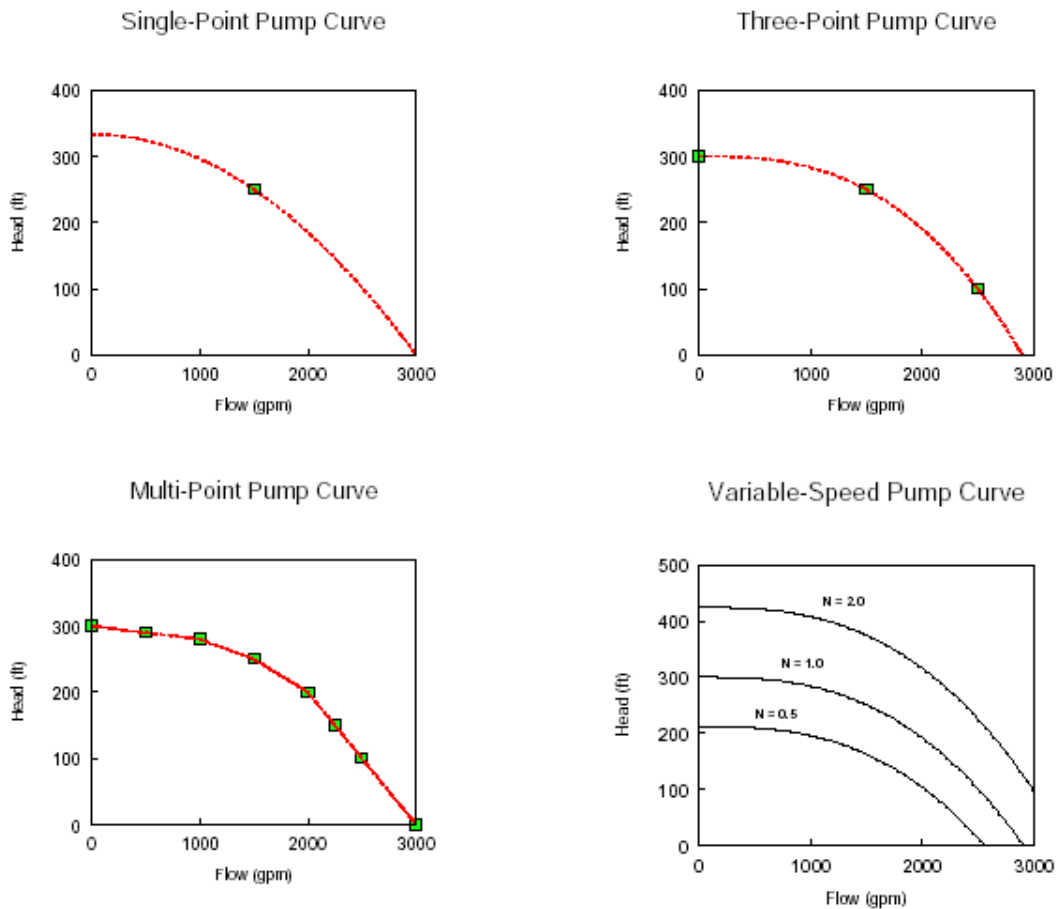 Single-Point Pump Curve
400
300
200
100
0
0 1000 2000 3000
Head (ft)
Flow (gpm)
Three-Point Pump Curve
400
300
200
100
0
0 1000 2000 3000
Head (ft)
Flow (gpm)
Multi-Point Pump Curve
400
300
200
100
0
0 1000 2000 3000
Head (ft)
Flow (gpm)
Variable-Speed Pump Curve
500
400
300
200
100
0
N = 2.0
N = 1.0
N = 0.5
0 1000 2000 3000
Head (ft)
Flow (gpm)